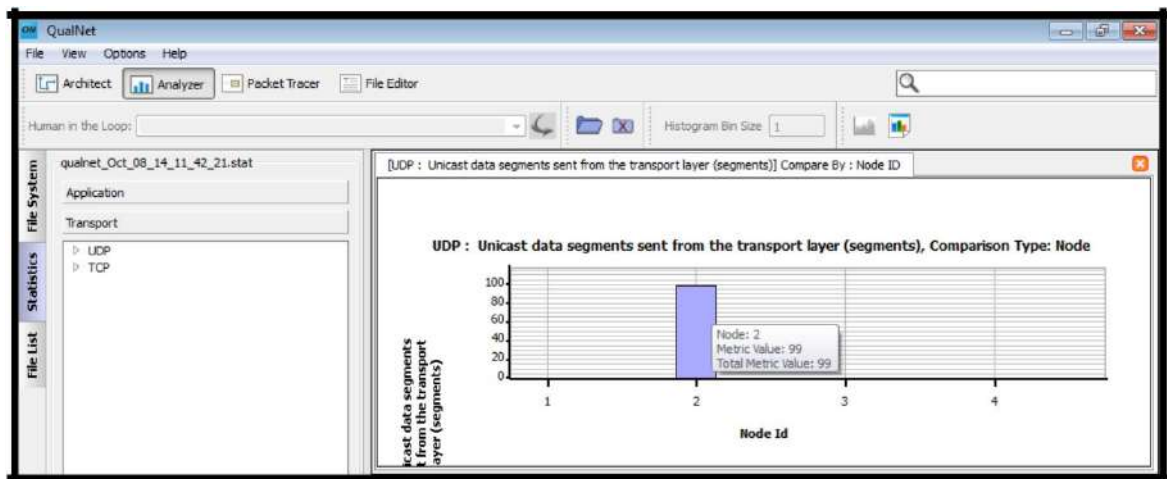 QualNet
File View Options Help
Architect Analyzer Packet Tracer File Editor
Human in the Loop: Histogram Bin Size 1
File System
Statistics
File List
qualnet_Oct_08_14_11_42_21.stat
Application
Transport
UDP
TCP
[UDP : Unicast data segments sent from the transport layer (segments)] Compare By : Node ID
UDP : Unicast data segments sent from the transport layer (segments), Comparison Type: Node
icast data segments
t from the transport
ayer (segments)
100
80
60
40
20
0
Node: 2
Metric Value: 99
Total Metric Value: 99
1 2 3 4
Node Id